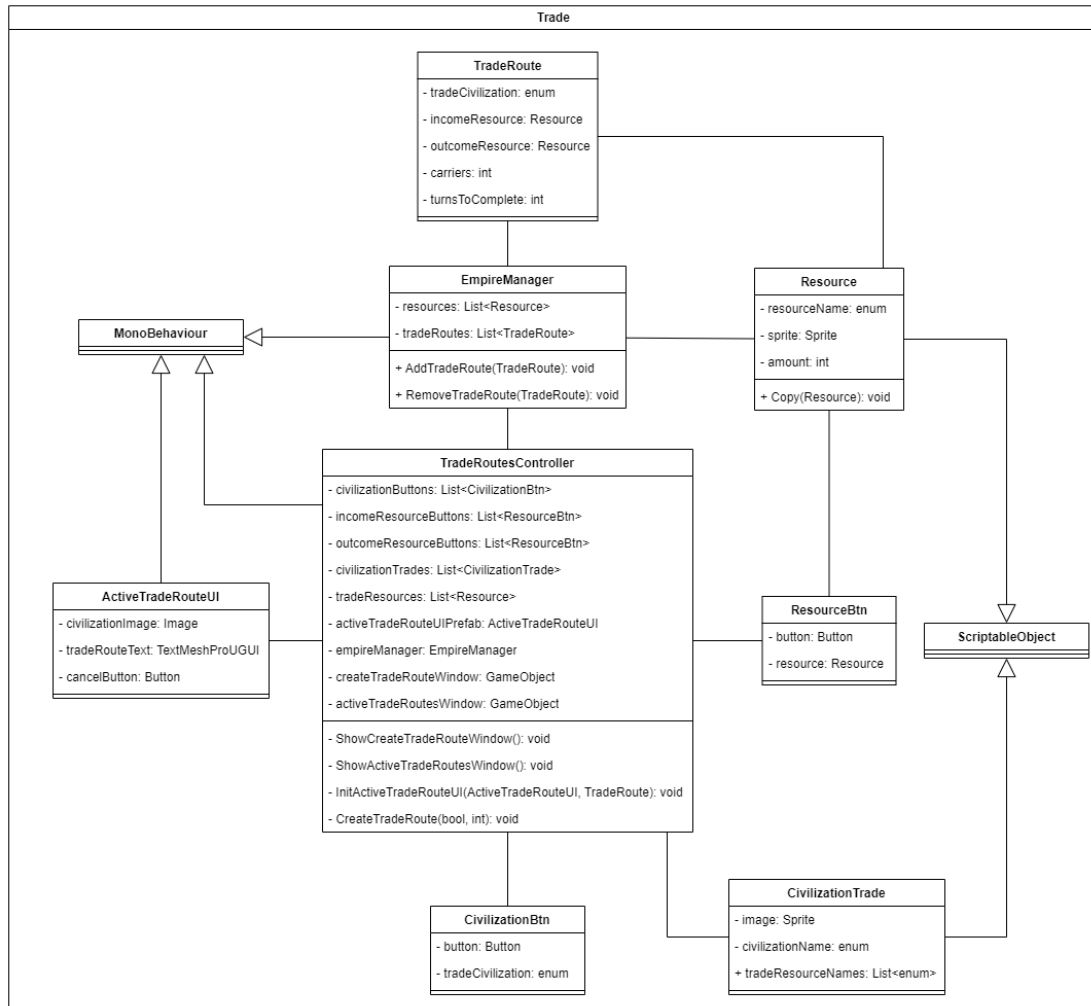 Trade
TradeRoute
- tradeCivilization: enum
- incomeResource: Resource
- outcomeResource: Resource
- carriers: int
- turnsToComplete: int
EmpireManager
- resources: List<Resource>
- tradeRoutes: List<TradeRoute>
+ AddTradeRoute(TradeRoute): void
+ RemoveTradeRoute(TradeRoute): void
Resource
- resourceName: enum
- sprite: Sprite
- amount: int
+ Copy(Resource): void
MonoBehaviour
TradeRoutesController
- civilizationButtons: List<CivilizationBtn>
- incomeResourceButtons: List<ResourceBtn>
- outcomeResourceButtons: List<ResourceBtn>
- civilizationTrades: List<CivilizationTrade>
- tradeResources: List<Resource>
- activeTradeRouteUIPrefab: ActiveTradeRouteUI
- empireManager: EmpireManager
- createTradeRouteWindow: GameObject
- activeTradeRoutesWindow: GameObject
- ShowCreateTradeRouteWindow(): void
- ShowActiveTradeRoutesWindow(): void
- InitActiveTradeRouteUI(ActiveTradeRouteUI, TradeRoute): void
- CreateTradeRoute(bool, int): void
ActiveTradeRouteUI
- civilizationImage: Image
- tradeRouteText: TextMeshProUGUI
- cancelButton: Button
ResourceBtn
- button: Button
- resource: Resource
ScriptableObject
CivilizationBtn
- button: Button
- tradeCivilization: enum
CivilizationTrade
- image: Sprite
- civilizationName: enum
+ tradeResourceNames: List<enum>